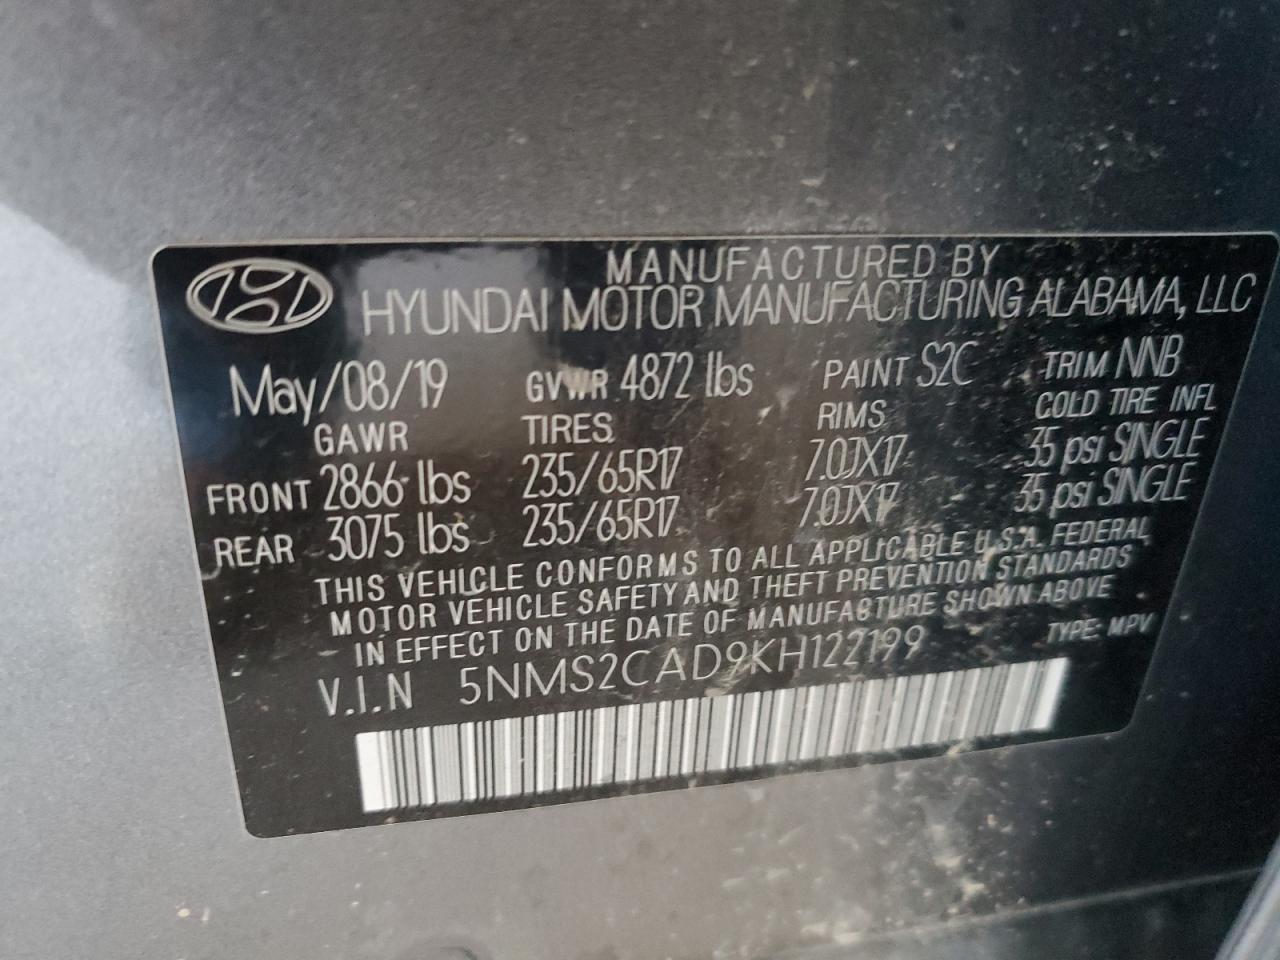 MANUFACTURED BY
HYUNDAI MOTOR MANUFACTURING ALABAMA, LLC
May/08/19 GVWR 4872 lbs PAINT S2C TRIM NNB
GAWR TIRES RIMS COLD TIRE INFL
FRONT 2866 lbs 235/65R17 7.0JX17 35 psi SINGLE
REAR 3075 lbs 235/65R17 7.0JX17 35 psi SINGLE
THIS VEHICLE CONFORMS TO ALL APPLICABLE U.S.A. FEDERAL
MOTOR VEHICLE SAFETY AND THEFT PREVENTION STANDARDS
IN EFFECT ON THE DATE OF MANUFACTURE SHOWN ABOVE
V.I.N 5NMS2CAD9KH122199 TYPE: MPV